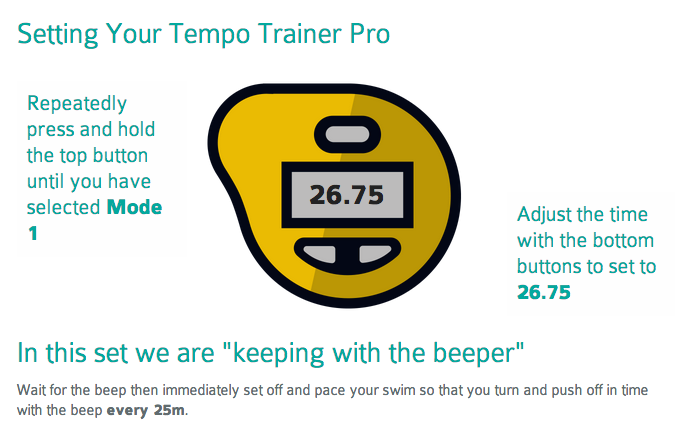 Setting Your Tempo Trainer Pro
Repeatedly
press and hold
the top button
until you have
selected Mode
1
26.75
Adjust the time
with the bottom
buttons to set to
26.75
In this set we are "keeping with the beeper"
Wait for the beep then immediately set off and pace your swim so that you turn and push off in time
with the beep every 25m.